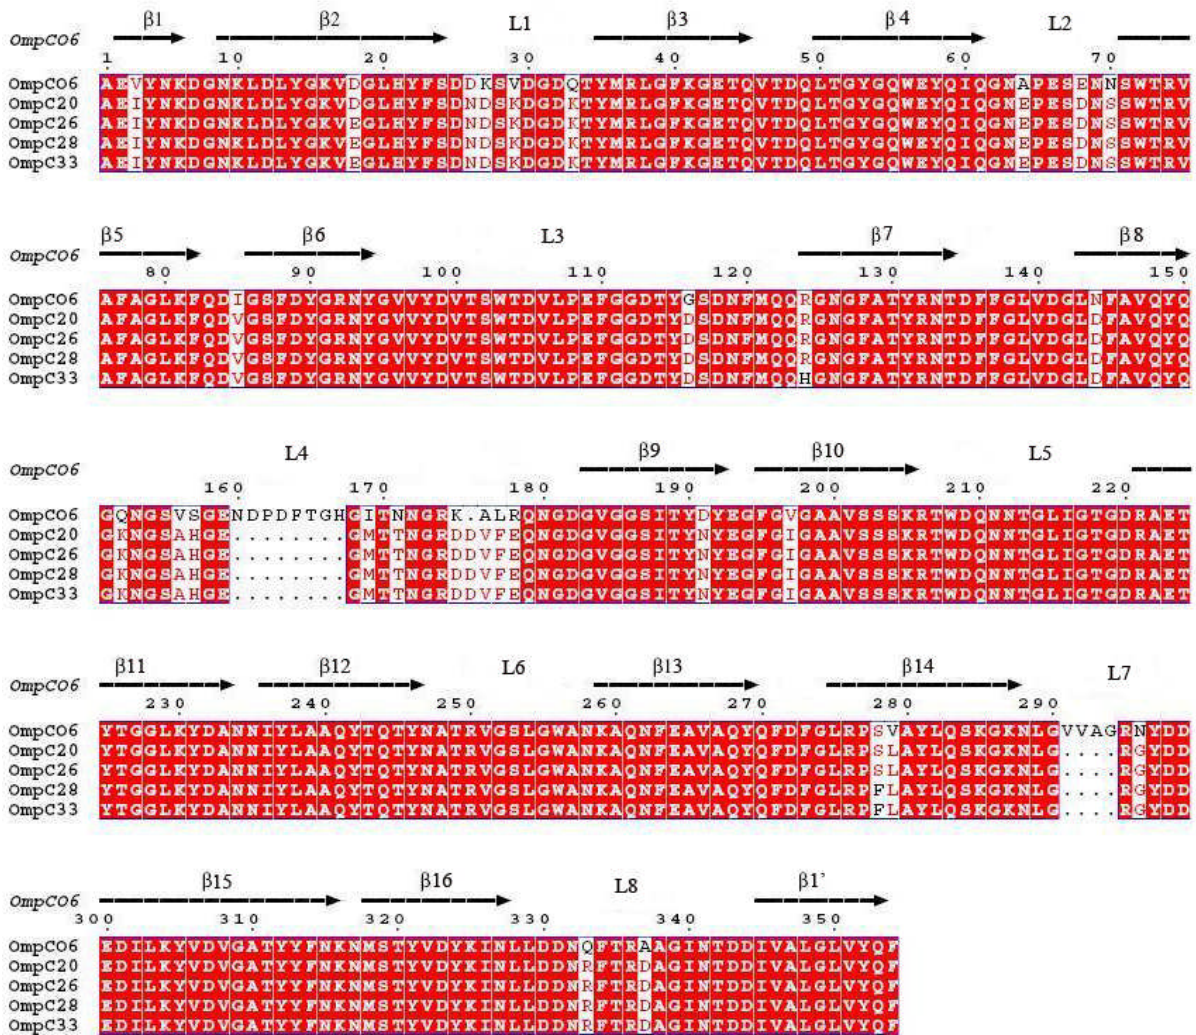 β1 β2 L1 β3 β4 L2
OmpC06
1 10 20 30 40 50 60 70
OmpC06 AEVYNKDGNKLDLYGKVDGLHYFSDDKSVDGDQTYMRLGFKGETQVTDQLTGYGQWEYQIQGNAPESENNSWTRV
OmpC20 AEIYNKDGNKLDLYGKVDGLHYFSDNDSKDGDKTYMRLGFKGETQVTDQLTGYGQWEYQIQGNEPESDNSSWTRV
OmpC26 AEIYNKDGNKLDLYGKVEGLHYFSDNDSKDGDKTYMRLGFKGETQVTDQLTGYGQWEYQIQGNEPESDNSSWTRV
OmpC28 AEIYNKDGNKLDLYGKVEGLHYFSDNDSKDGDKTYMRLGFKGETQVTDQLTGYGQWEYQIQGNEPESDNSSWTRV
OmpC33 AEIYNKDGNKLDLYGKVEGLHYFSDNDSKDGDKTYMRLGFKGETQVTDQLTGYGQWEYQIQGNEPESDNSSWTRV
β5 β6 L3 β7 β8
OmpC06
80 90 100 110 120 130 140 150
OmpC06 AFAGLKFQDIGSFDYGRNYGVVYDVTSWTDVLPEFGGDTYGSDNFMQQRGNGFATYRNTDFFGLVDGLNFAVQYQ
OmpC20 AFAGLKFQDVGSFDYGRNYGVVYDVTSWTDVLPEFGGDTYDSDNFMQQRGNGFATYRNTDFFGLVDGLDFAVQYQ
OmpC26 AFAGLKFQDVGSFDYGRNYGVVYDVTSWTDVLPEFGGDTYDSDNFMQQRGNGFATYRNTDFFGLVDGLDFAVQYQ
OmpC28 AFAGLKFQDVGSFDYGRNYGVVYDVTSWTDVLPEFGGDTYDSDNFMQQRGNGFATYRNTDFFGLVDGLDFAVQYQ
OmpC33 AFAGLKFQDVGSFDYGRNYGVVYDVTSWTDVLPEFGGDTYDSDNFMQQHGNGFATYRNTDFFGLVDGLDFAVQYQ
L4 β9 β10 L5
OmpC06
160 170 180 190 200 210 220
OmpC06 GQNGSVSGENDPDFTGHGITNNGRK.ALRQNGDGVGGSITYDYEGFGVGAAVSSSKRTWDQNNTGLIGTGDRAET
OmpC20 GKNGSAHGE........GMTTNGRDDVFEQNGDGVGGSITYNYEGFGIGAAVSSSKRTWDQNNTGLIGTGDRAET
OmpC26 GKNGSAHGE........GMTTNGRDDVFEQNGDGVGGSITYNYEGFGIGAAVSSSKRTWDQNNTGLIGTGDRAET
OmpC28 GKNGSAHGE........GMTTNGRDDVFEQNGDGVGGSITYNYEGFGIGAAVSSSKRTWDQNNTGLIGTGDRAET
OmpC33 GKNGSAHGE........GMTTNGRDDVFEQNGDGVGGSITYNYEGFGIGAAVSSSKRTWDQNNTGLIGTGDRAET
β11 β12 L6 β13 β14 L7
OmpC06
230 240 250 260 270 280 290
OmpC06 YTGGLKYDANNIYLAAQYTQTYNATRVGSLGWANKAQNFEAVAQYQFDFGLRPSVAYLQSKGKNLGVVAGRNYDD
OmpC20 YTGGLKYDANNIYLAAQYTQTYNATRVGSLGWANKAQNFEAVAQYQFDFGLRPSLAYLQSKGKNLG....RGYDD
OmpC26 YTGGLKYDANNIYLAAQYTQTYNATRVGSLGWANKAQNFEAVAQYQFDFGLRPSLAYLQSKGKNLG....RGYDD
OmpC28 YTGGLKYDANNIYLAAQYTQTYNATRVGSLGWANKAQNFEAVAQYQFDFGLRPFLAYLQSKGKNLG....RGYDD
OmpC33 YTGGLKYDANNIYLAAQYTQTYNATRVGSLGWANKAQNFEAVAQYQFDFGLRPFLAYLQSKGKNLG....RGYDD
β15 β16 L8 β1’
OmpC06
300 310 320 330 340 350
OmpC06 EDILKYVDVGATYYFNKNMSTYVDYKINLLDDNQFTRAAGINTDDIVALGLVYQF
OmpC20 EDILKYVDVGATYYFNKNMSTYVDYKINLLDDNRFTRDAGINTDDIVALGLVYQF
OmpC26 EDILKYVDVGATYYFNKNMSTYVDYKINLLDDNRFTRDAGINTDDIVALGLVYQF
OmpC28 EDILKYVDVGATYYFNKNMSTYVDYKINLLDDNRFTRDAGINTDDIVALGLVYQF
OmpC33 EDILKYVDVGATYYFNKNMSTYVDYKINLLDDNRFTRDAGINTDDIVALGLVYQF